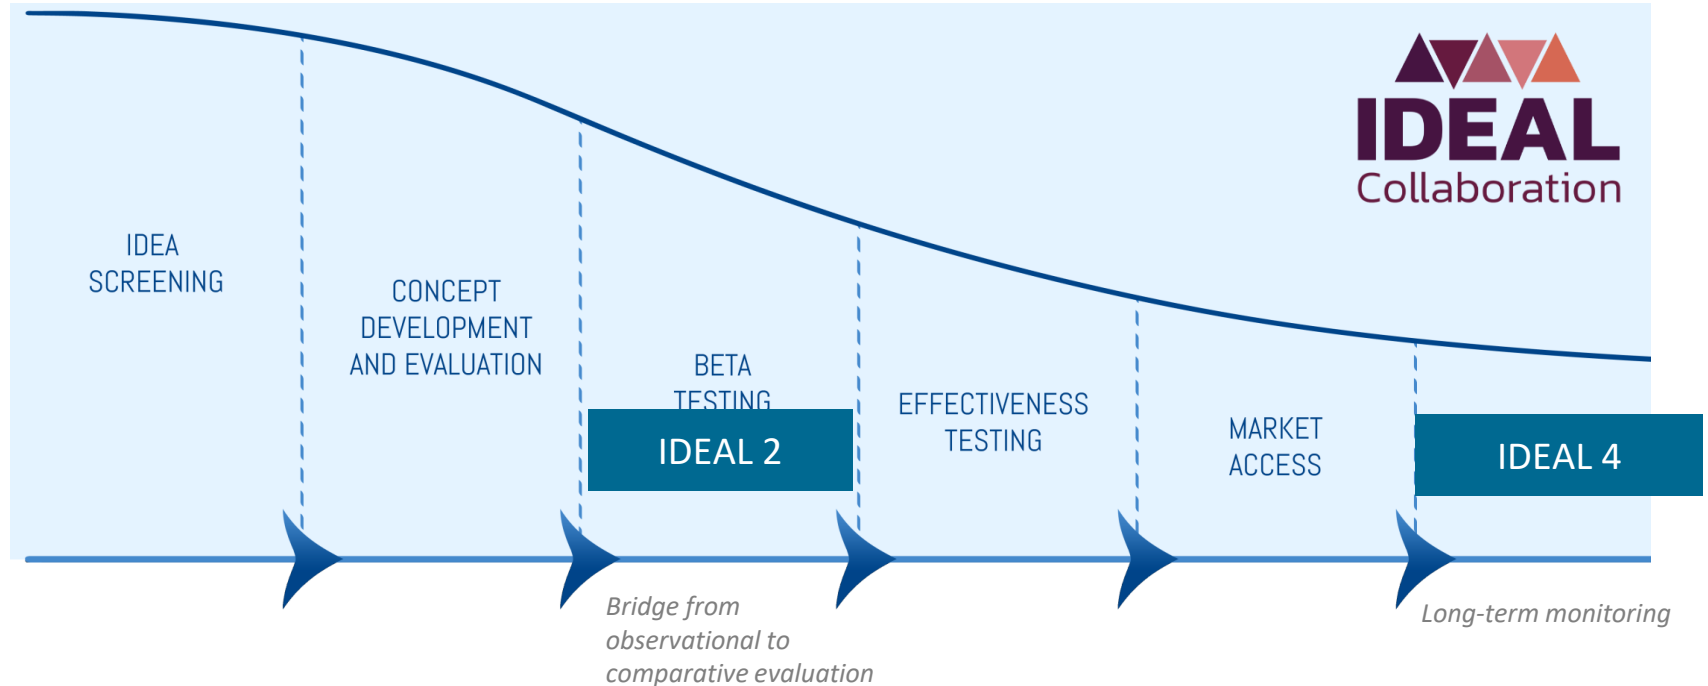 IDEAL
Collaboration
IDEA
SCREENING
CONCEPT
DEVELOPMENT
AND EVALUATION
BETA
TESTING
IDEAL 2
EFFECTIVENESS
TESTING
MARKET
ACCESS
IDEAL 4
Bridge from
observational to
comparative evaluation
Long-term monitoring